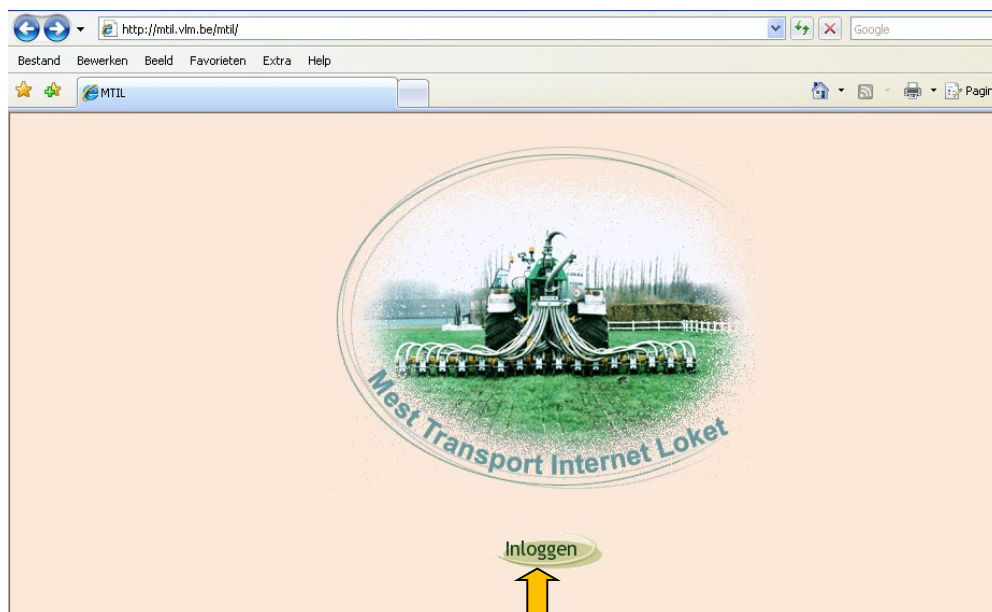 http://mtil.vlm.be/mtil/
Google
Bestand Bewerken Beeld Favorieten Extra Help
MTIL
Pagin
Mest Transport Internet Loket
Inloggen